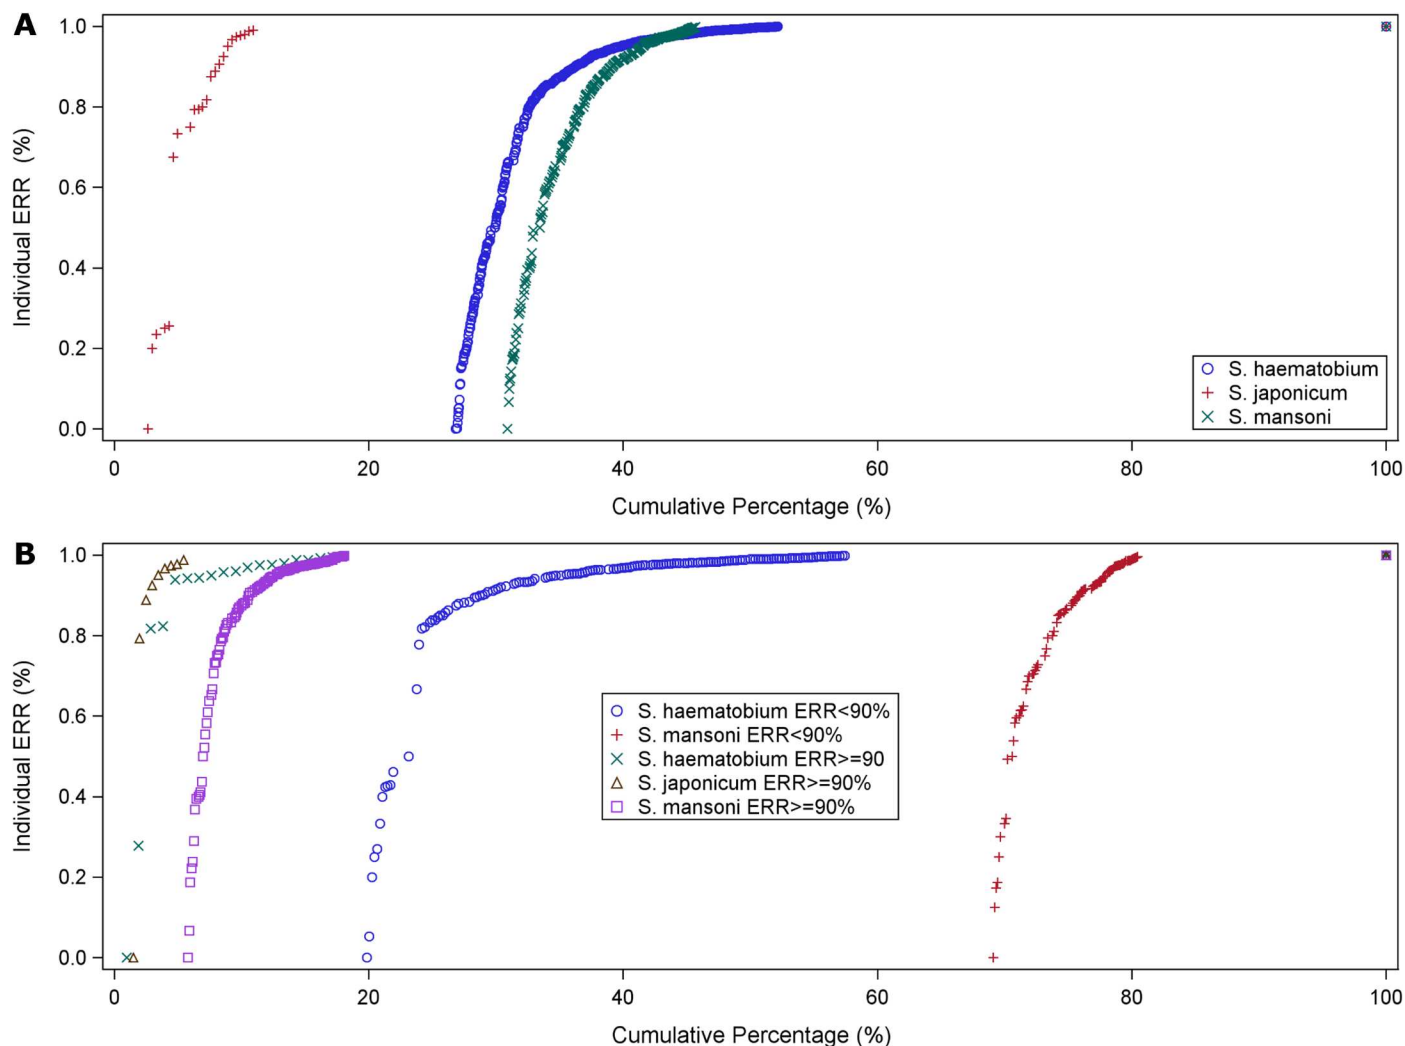 A
Individual ERR (%)
1.0
0.8
0.6
0.4
0.2
0.0
S. haematobium
S. japonicum
S. mansoni
0 20 40 60 80 100
Cumulative Percentage (%)
B
Individual ERR (%)
1.0
0.8
0.6
0.4
0.2
0.0
S. haematobium ERR<90%
S. mansoni ERR<90%
S. haematobium ERR>=90
S. japonicum ERR>=90%
S. mansoni ERR>=90%
0 20 40 60 80 100
Cumulative Percentage (%)